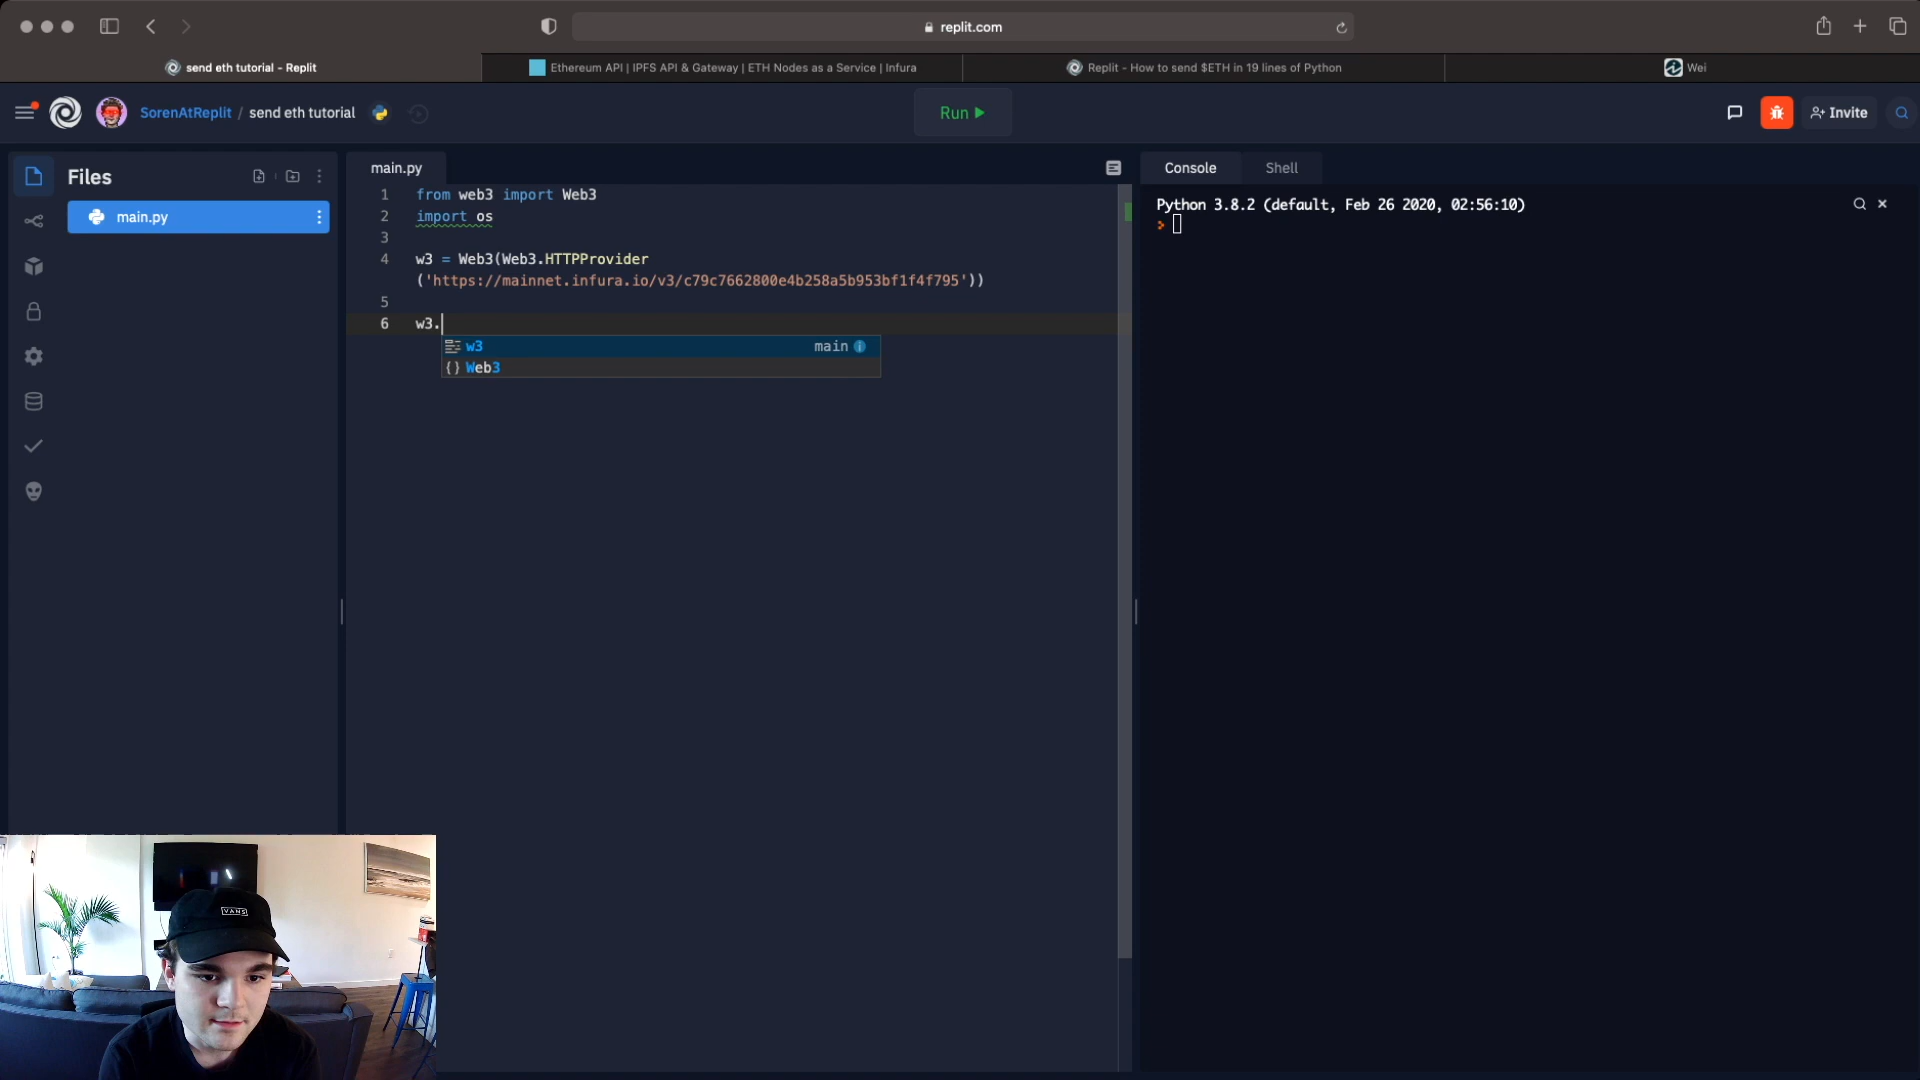 replit.com
send eth tutorial - Replit
Ethereum API | IPFS API & Gateway | ETH Nodes as a Service | Infura
Replit - How to send $ETH in 19 lines of Python
Wei
SorenAtReplit / send eth tutorial
Run
Invite
Files
main.py
main.py
1 from web3 import Web3
2 import os
3
4 w3 = Web3(Web3.HTTPProvider
('https://mainnet.infura.io/v3/c79c7662800e4b258a5b953bf1f4f795'))
5
6 w3.
w3 main
{} Web3
Console
Shell
Python 3.8.2 (default, Feb 26 2020, 02:56:10)
>
VANS